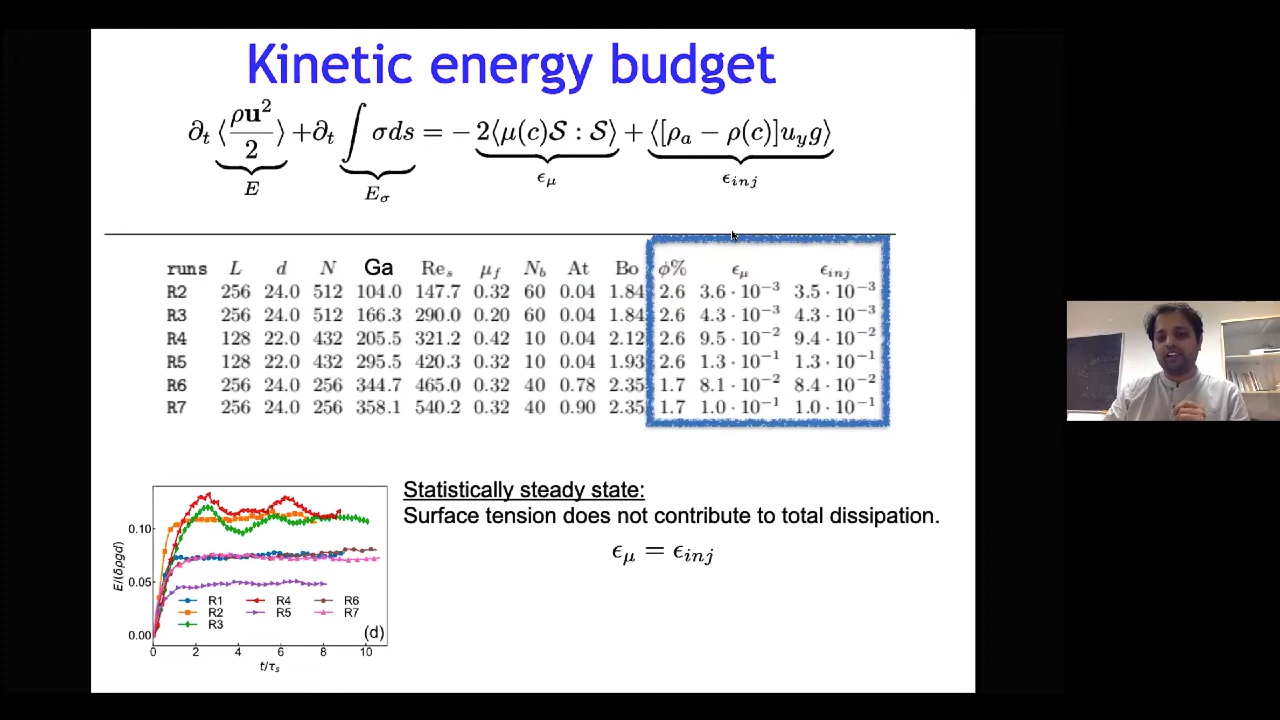 Kinetic energy budget
∂t ⟨ρu²/2⟩ + ∂t ∫ σds = − 2⟨μ(c)𝒮 : 𝒮⟩ + ⟨[ρa − ρ(c)]uyg⟩
E Eσ ϵμ ϵinj
runs L d N Ga Res μf Nb At Bo ϕ% ϵμ ϵinj
R2 256 24.0 512 104.0 147.7 0.32 60 0.04 1.84 2.6 3.6 · 10−3 3.5 · 10−3
R3 256 24.0 512 166.3 290.0 0.20 60 0.04 1.84 2.6 4.3 · 10−3 4.3 · 10−3
R4 128 22.0 432 205.5 321.2 0.42 10 0.04 2.12 2.6 9.5 · 10−2 9.4 · 10−2
R5 128 22.0 432 295.5 420.3 0.32 10 0.04 1.93 2.6 1.3 · 10−1 1.3 · 10−1
R6 256 24.0 256 344.7 465.0 0.32 40 0.78 2.35 1.7 8.1 · 10−2 8.4 · 10−2
R7 256 24.0 256 358.1 540.2 0.32 40 0.90 2.35 1.7 1.0 · 10−1 1.0 · 10−1
Statistically steady state:
Surface tension does not contribute to total dissipation.
ϵμ = ϵinj
E/(δρgd)
0.10
0.05
0.00
R1 R4 R6
R2 R5 R7
R3
(d)
0 2 4 6 8 10
t/τs